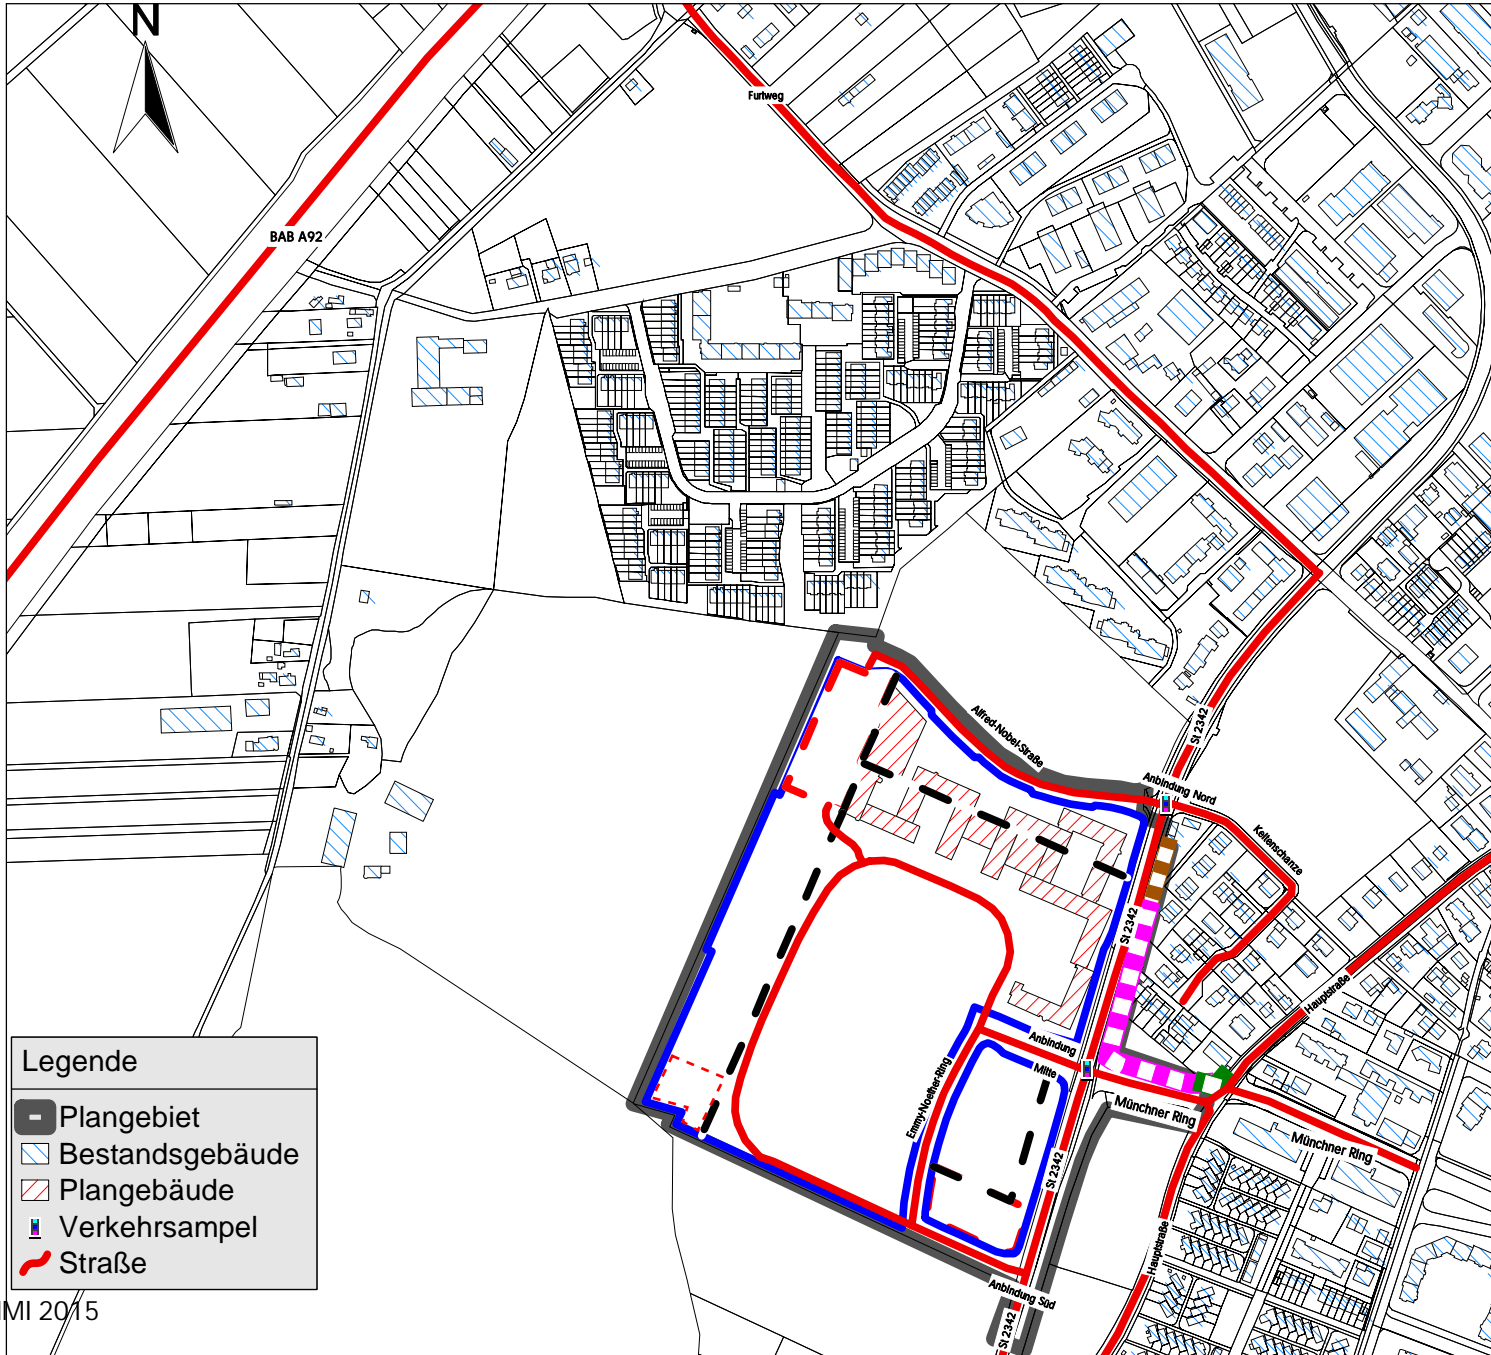 N
Furtweg
BAB A92
Alfred-Nobel-Straße
St 2342
Anbindung Nord
Keltenschanze
St 2342
Hauptstraße
Anbindung
Mitte
Emmy-Noether-Ring
Münchner Ring
Münchner Ring
St 2342
Hauptstraße
Anbindung Süd
St 2342
Legende
Plangebiet
Bestandsgebäude
Plangebäude
Verkehrsampel
Straße
MI 2015